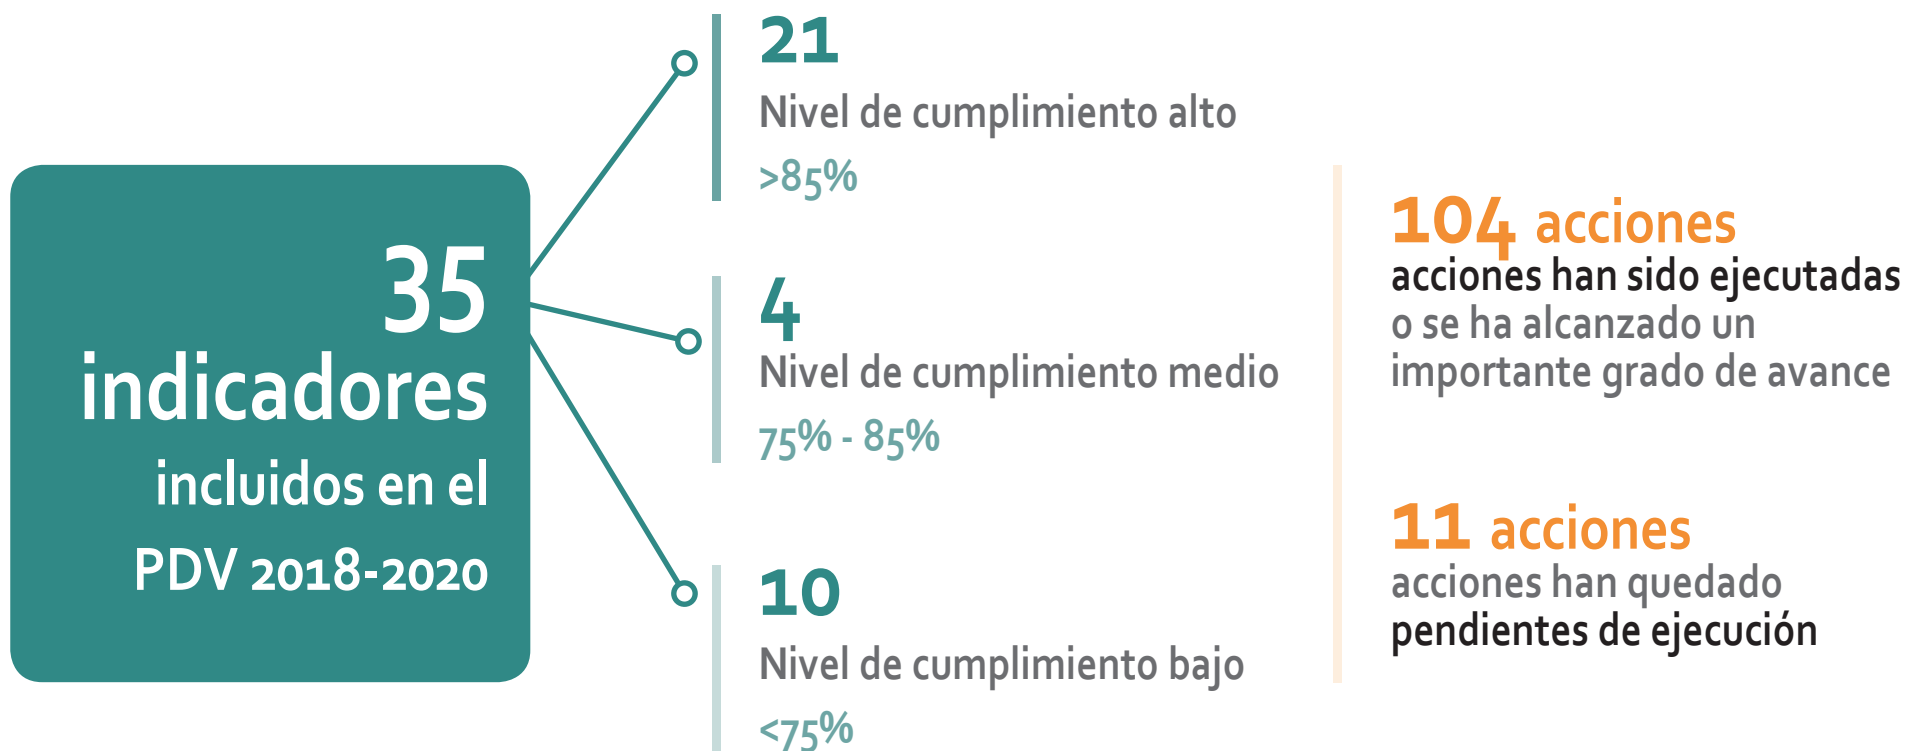 35
indicadores
incluidos en el
PDV 2018-2020
21
Nivel de cumplimiento alto
>85%
4
Nivel de cumplimiento medio
75% - 85%
10
Nivel de cumplimiento bajo
<75%
104 acciones
acciones han sido ejecutadas
o se ha alcanzado un
importante grado de avance
11 acciones
acciones han quedado
pendientes de ejecución